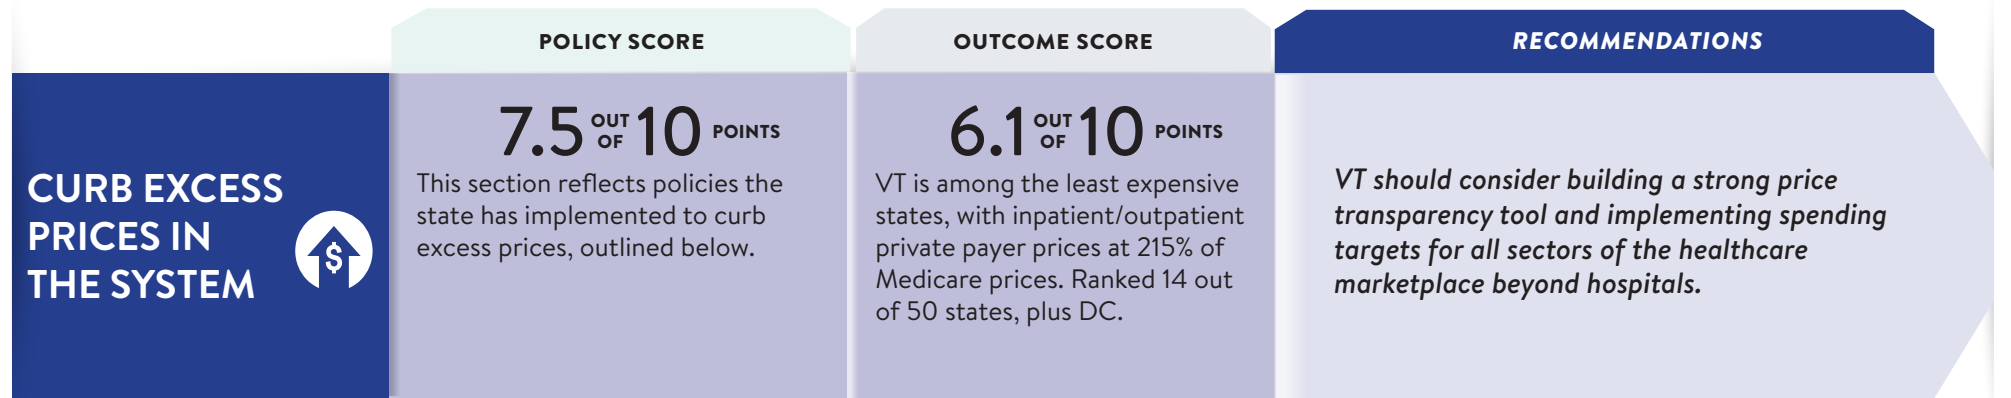 POLICY SCORE
OUTCOME SCORE
RECOMMENDATIONS
CURB EXCESS
PRICES IN
THE SYSTEM
$
7.5 OUT OF 10 POINTS
This section reflects policies the
state has implemented to curb
excess prices, outlined below.
6.1 OUT OF 10 POINTS
VT is among the least expensive
states, with inpatient/outpatient
private payer prices at 215% of
Medicare prices. Ranked 14 out
of 50 states, plus DC.
VT should consider building a strong price
transparency tool and implementing spending
targets for all sectors of the healthcare
marketplace beyond hospitals.